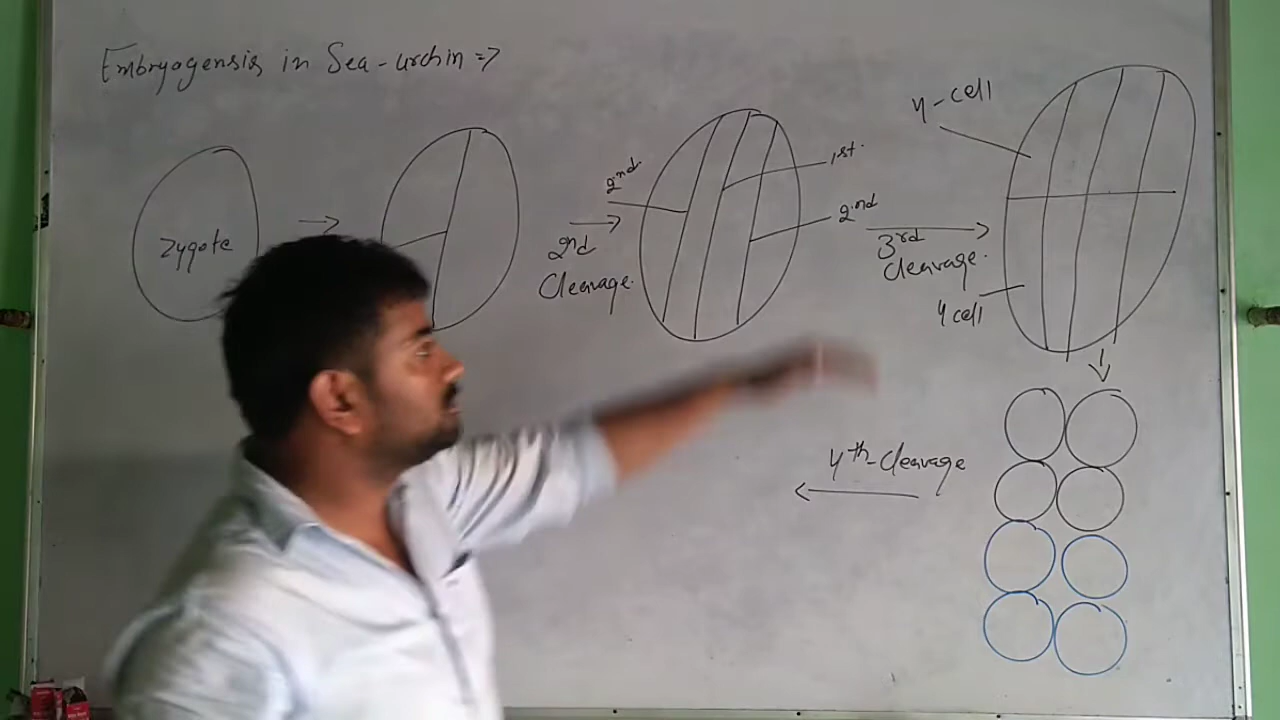 Embryogensis in Sea-urchin =>
Zygote
2nd
2nd
Cleavage.
1st.
2nd
3rd
Cleavage.
4-cell
4 cell
4th-Cleavage